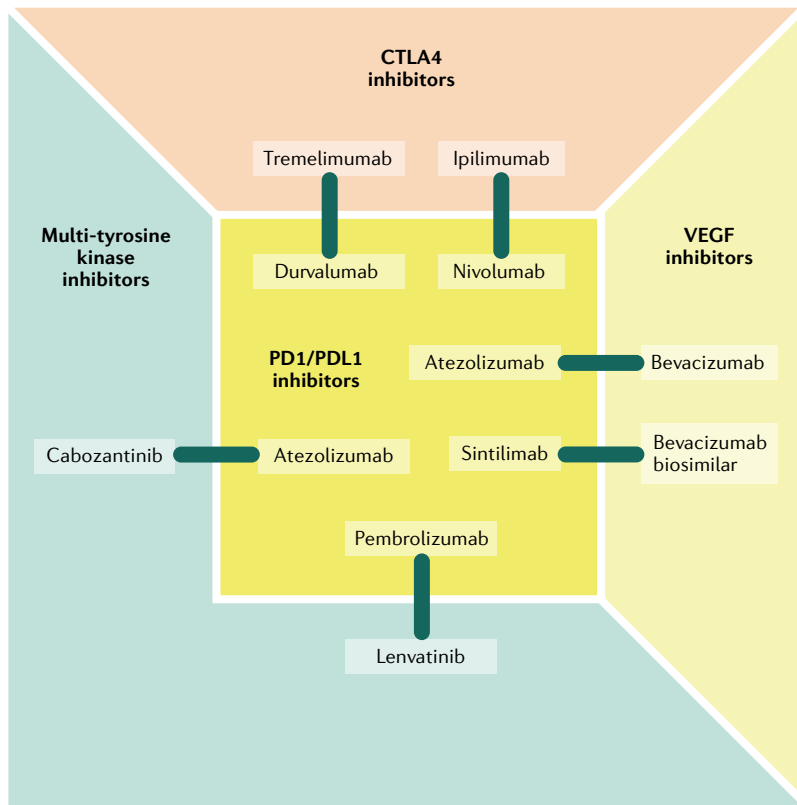 CTLA4
inhibitors
Tremelimumab
Ipilimumab
Multi-tyrosine
kinase
inhibitors
VEGF
inhibitors
Durvalumab
Nivolumab
PD1/PDL1
inhibitors
Atezolizumab
Bevacizumab
Cabozantinib
Atezolizumab
Sintilimab
Bevacizumab
biosimilar
Pembrolizumab
Lenvatinib